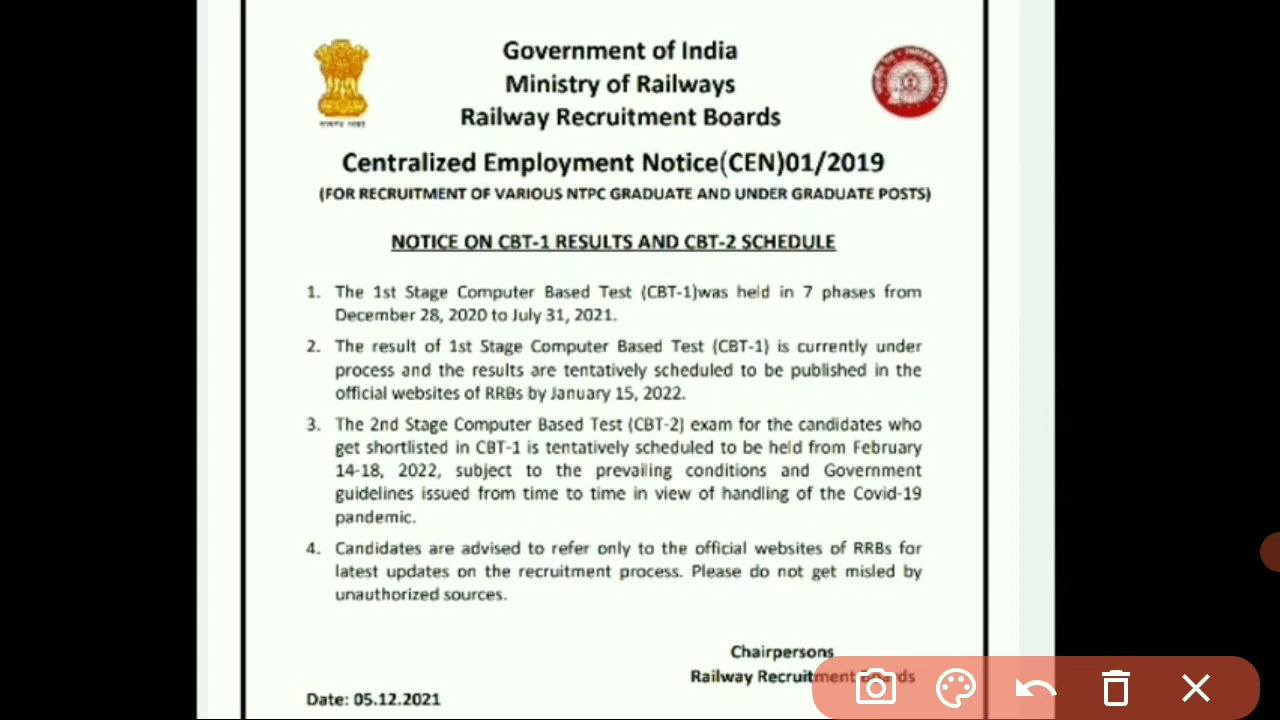 Government of India
Ministry of Railways
Railway Recruitment Boards
Centralized Employment Notice(CEN)01/2019
(FOR RECRUITMENT OF VARIOUS NTPC GRADUATE AND UNDER GRADUATE POSTS)
NOTICE ON CBT-1 RESULTS AND CBT-2 SCHEDULE
1. The 1st Stage Computer Based Test (CBT-1)was held in 7 phases from
December 28, 2020 to July 31, 2021.
2. The result of 1st Stage Computer Based Test (CBT-1) is currently under
process and the results are tentatively scheduled to be published in the
official websites of RRBs by January 15, 2022.
3. The 2nd Stage Computer Based Test (CBT-2) exam for the candidates who
get shortlisted in CBT-1 is tentatively scheduled to be held from February
14-18, 2022, subject to the prevailing conditions and Government
guidelines issued from time to time in view of handling of the Covid-19
pandemic.
4. Candidates are advised to refer only to the official websites of RRBs for
latest updates on the recruitment process. Please do not get misled by
unauthorized sources.
Chairpersons
Railway Recruitment Boards
Date: 05.12.2021